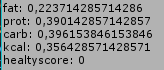 fat: 0,223714285714286
prot: 0,390142857142857
carb: 0,396153846153846
kcal: 0,356428571428571
healtyscore: 0